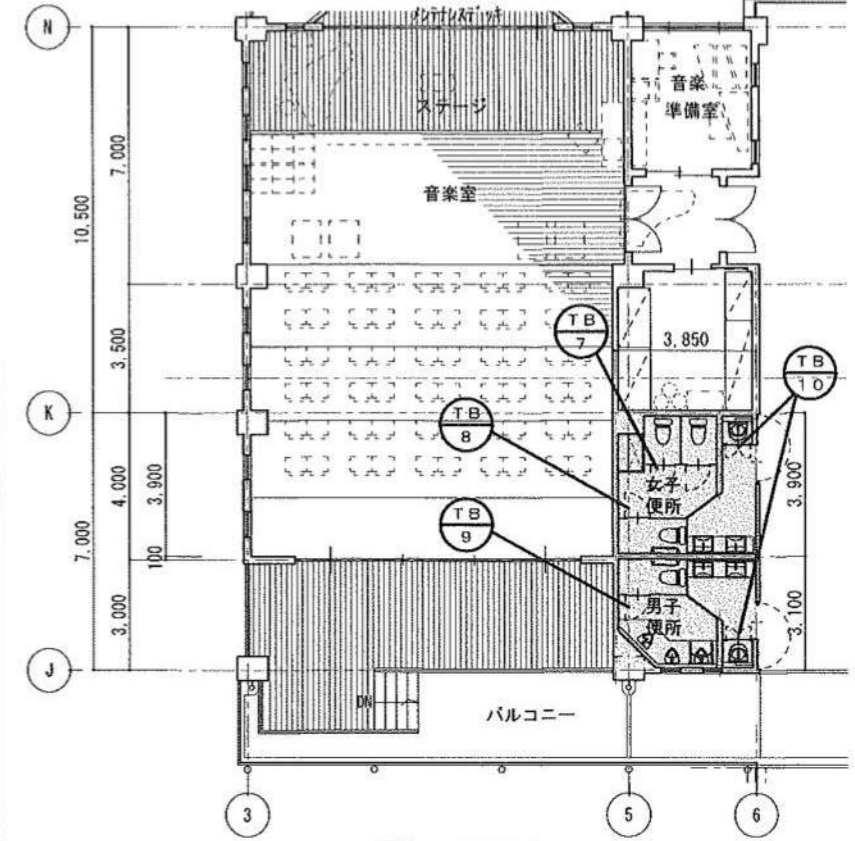 メンテナンスデッキ
N
ステージ
音楽
準備室
7,000
10,500
音楽室
3,500
TB
7
3,850
TB
10
K
TB
8
4,000
3,900
7,000
100
女子
便所
3,900
TB
9
3,000
男子
便所
3,100
J
DN
バルコニー
3
5
6